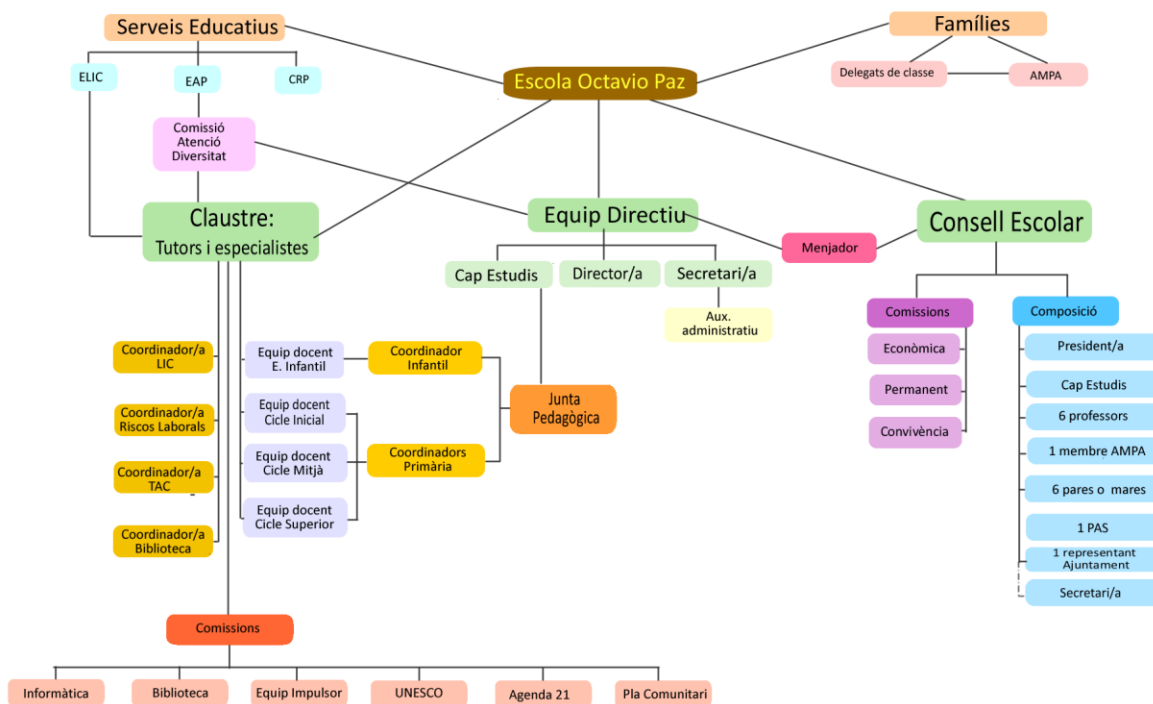 Serveis Educatius
Famílies
ELIC
EAP
CRP
Delegats de classe
AMPA
Escola Octavio Paz
Comissió
Atenció
Diversitat
Claustre:
Tutors i especialistes
Equip Directiu
Consell Escolar
Menjador
Cap Estudis
Director/a
Secretari/a
Aux.
administratiu
Comissions
Composició
Econòmica
Permanent
Convivència
President/a
Cap Estudis
6 professors
1 membre AMPA
6 pares o mares
1 PAS
1 representant
Ajuntament
Secretari/a
Coordinador/a
LIC
Coordinador/a
Riscos Laborals
Coordinador/a
TAC
Coordinador/a
Biblioteca
Equip docent
E. Infantil
Equip docent
Cicle Inicial
Equip docent
Cicle Mitjà
Equip docent
Cicle Superior
Coordinador
Infantil
Coordinadors
Primària
Junta
Pedagògica
Comissions
Informàtica
Biblioteca
Equip Impulsor
UNESCO
Agenda 21
Pla Comunitari